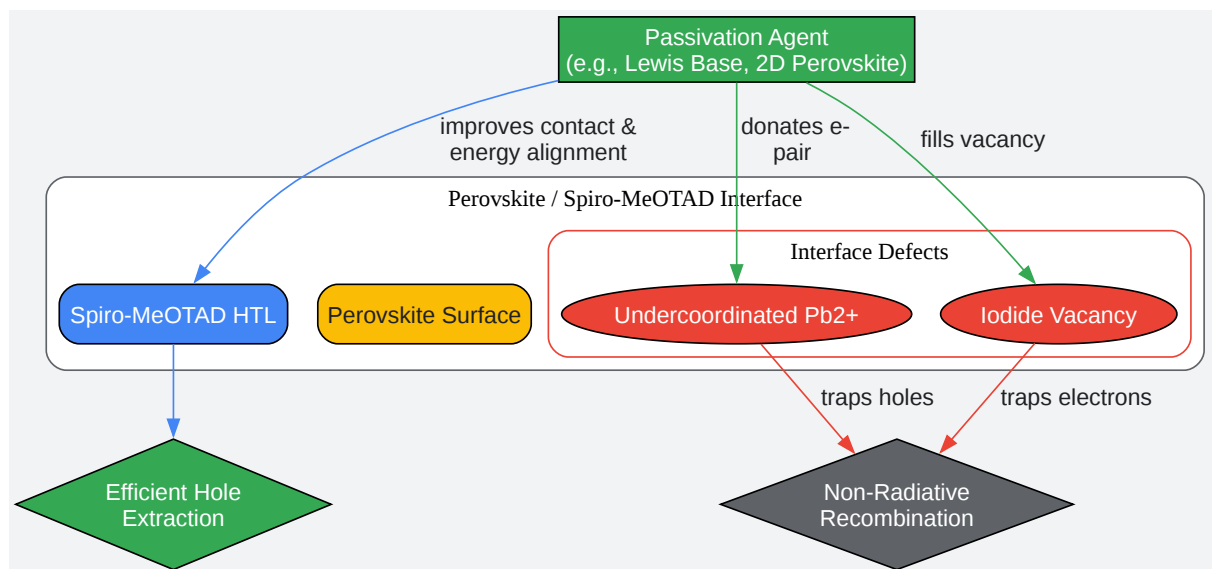 Passivation Agent
(e.g., Lewis Base, 2D Perovskite)
improves contact &
energy alignment
donates e-
pair
fills vacancy
Perovskite / Spiro-MeOTAD Interface
Interface Defects
Spiro-MeOTAD HTL
Perovskite Surface
Undercoordinated Pb2+
Iodide Vacancy
traps holes
traps electrons
Efficient Hole
Extraction
Non-Radiative
Recombination